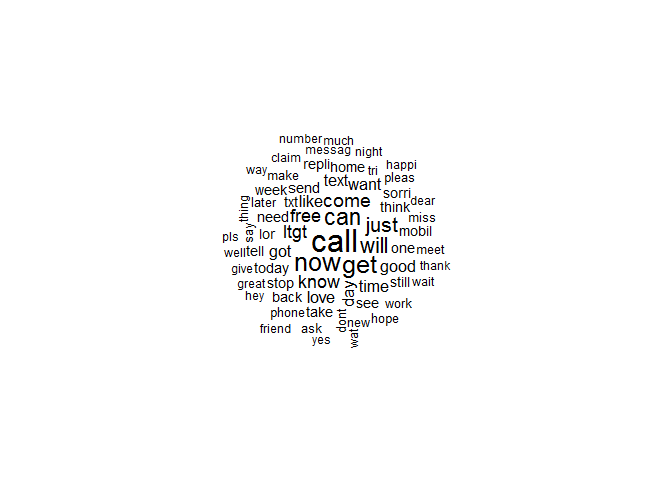 number much
claim messag night
way make repli home tri happi
week send text want pleas
thing later txt like come sorri dear
say need free can think miss
pls lor ltgt call just mobil
well tell got will one meet
give today now get good thank
great stop know day time still wait
hey back love see work
phone take dont new hope
friend ask wat
yes